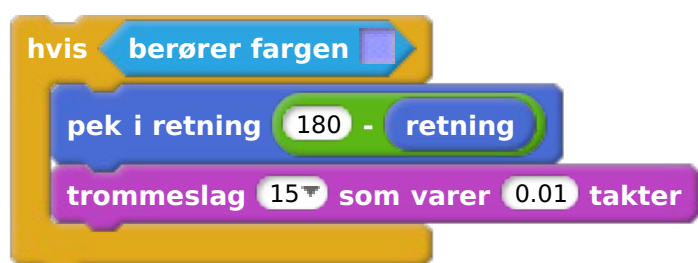 hvis berører fargen
pek i retning 180 - retning
trommeslag 15 som varer 0.01 takter